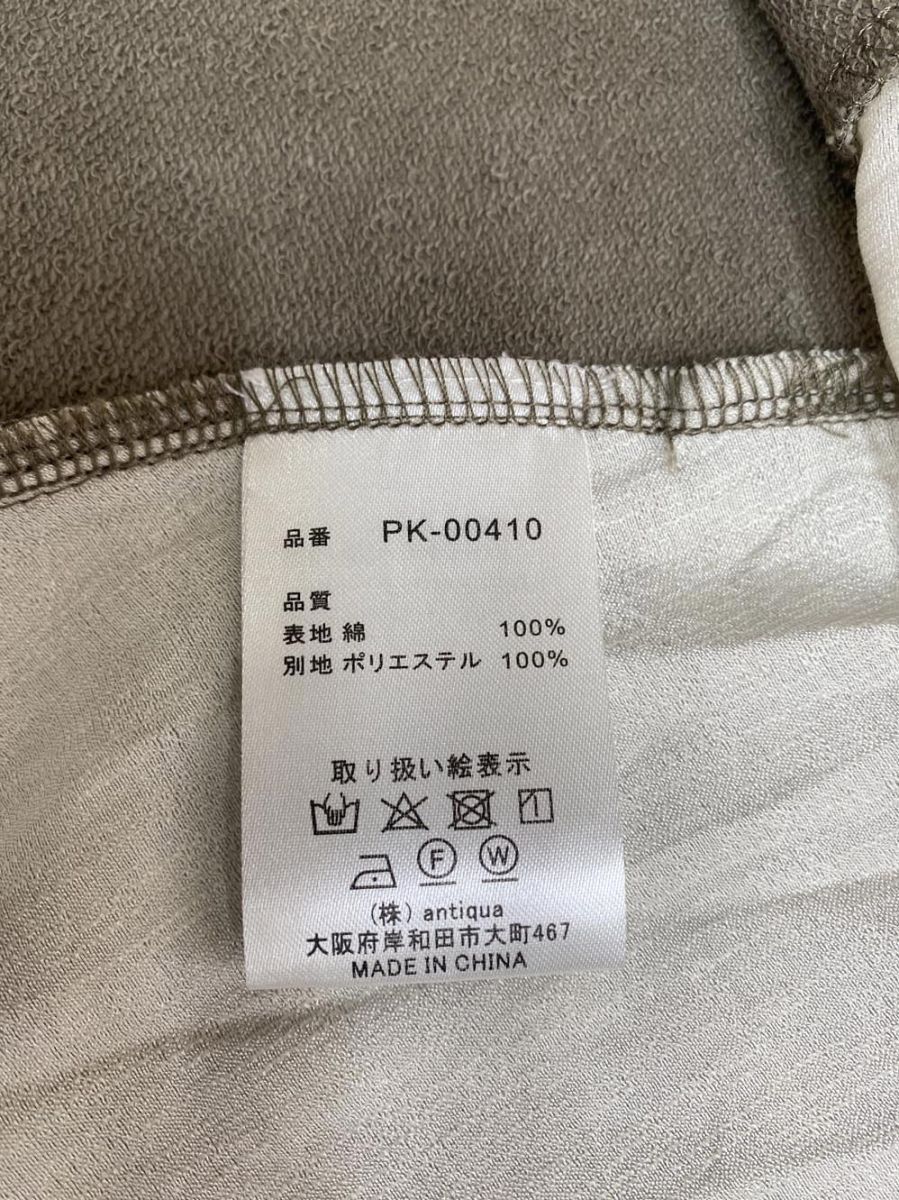 品番 PK-00410
品質
表地 綿 100%
別地 ポリエステル 100%
取り扱い絵表示
F W
(株) antiqua
大阪府岸和田市大町467
MADE IN CHINA